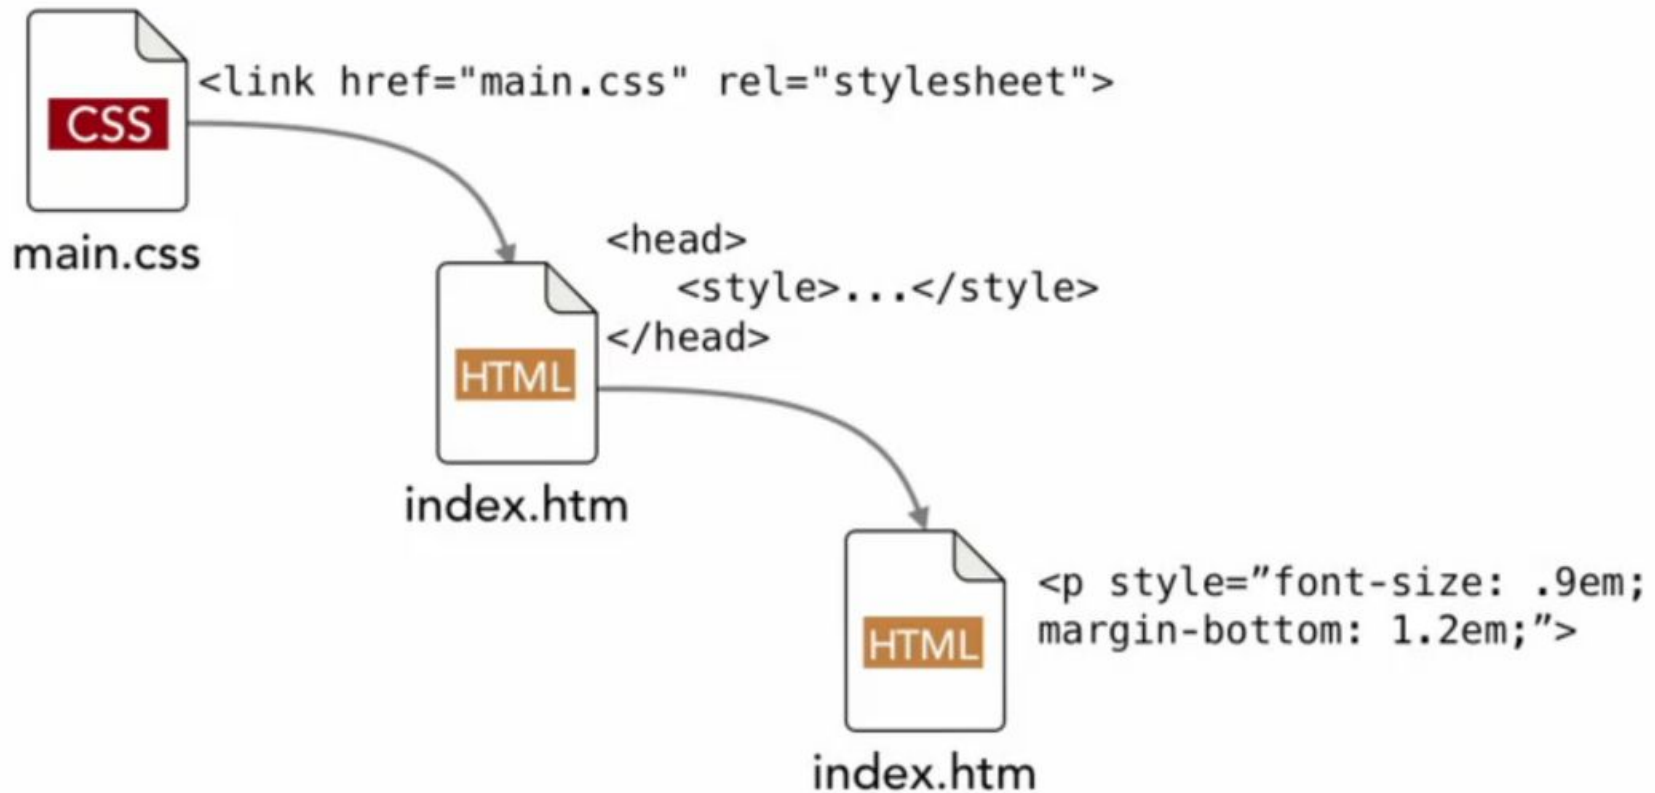 <link href="main.css" rel="stylesheet">
CSS
main.css
<head>
<style>...</style>
</head>
HTML
index.htm
<p style=”font-size: .9em;
margin-bottom: 1.2em;”>
HTML
index.htm